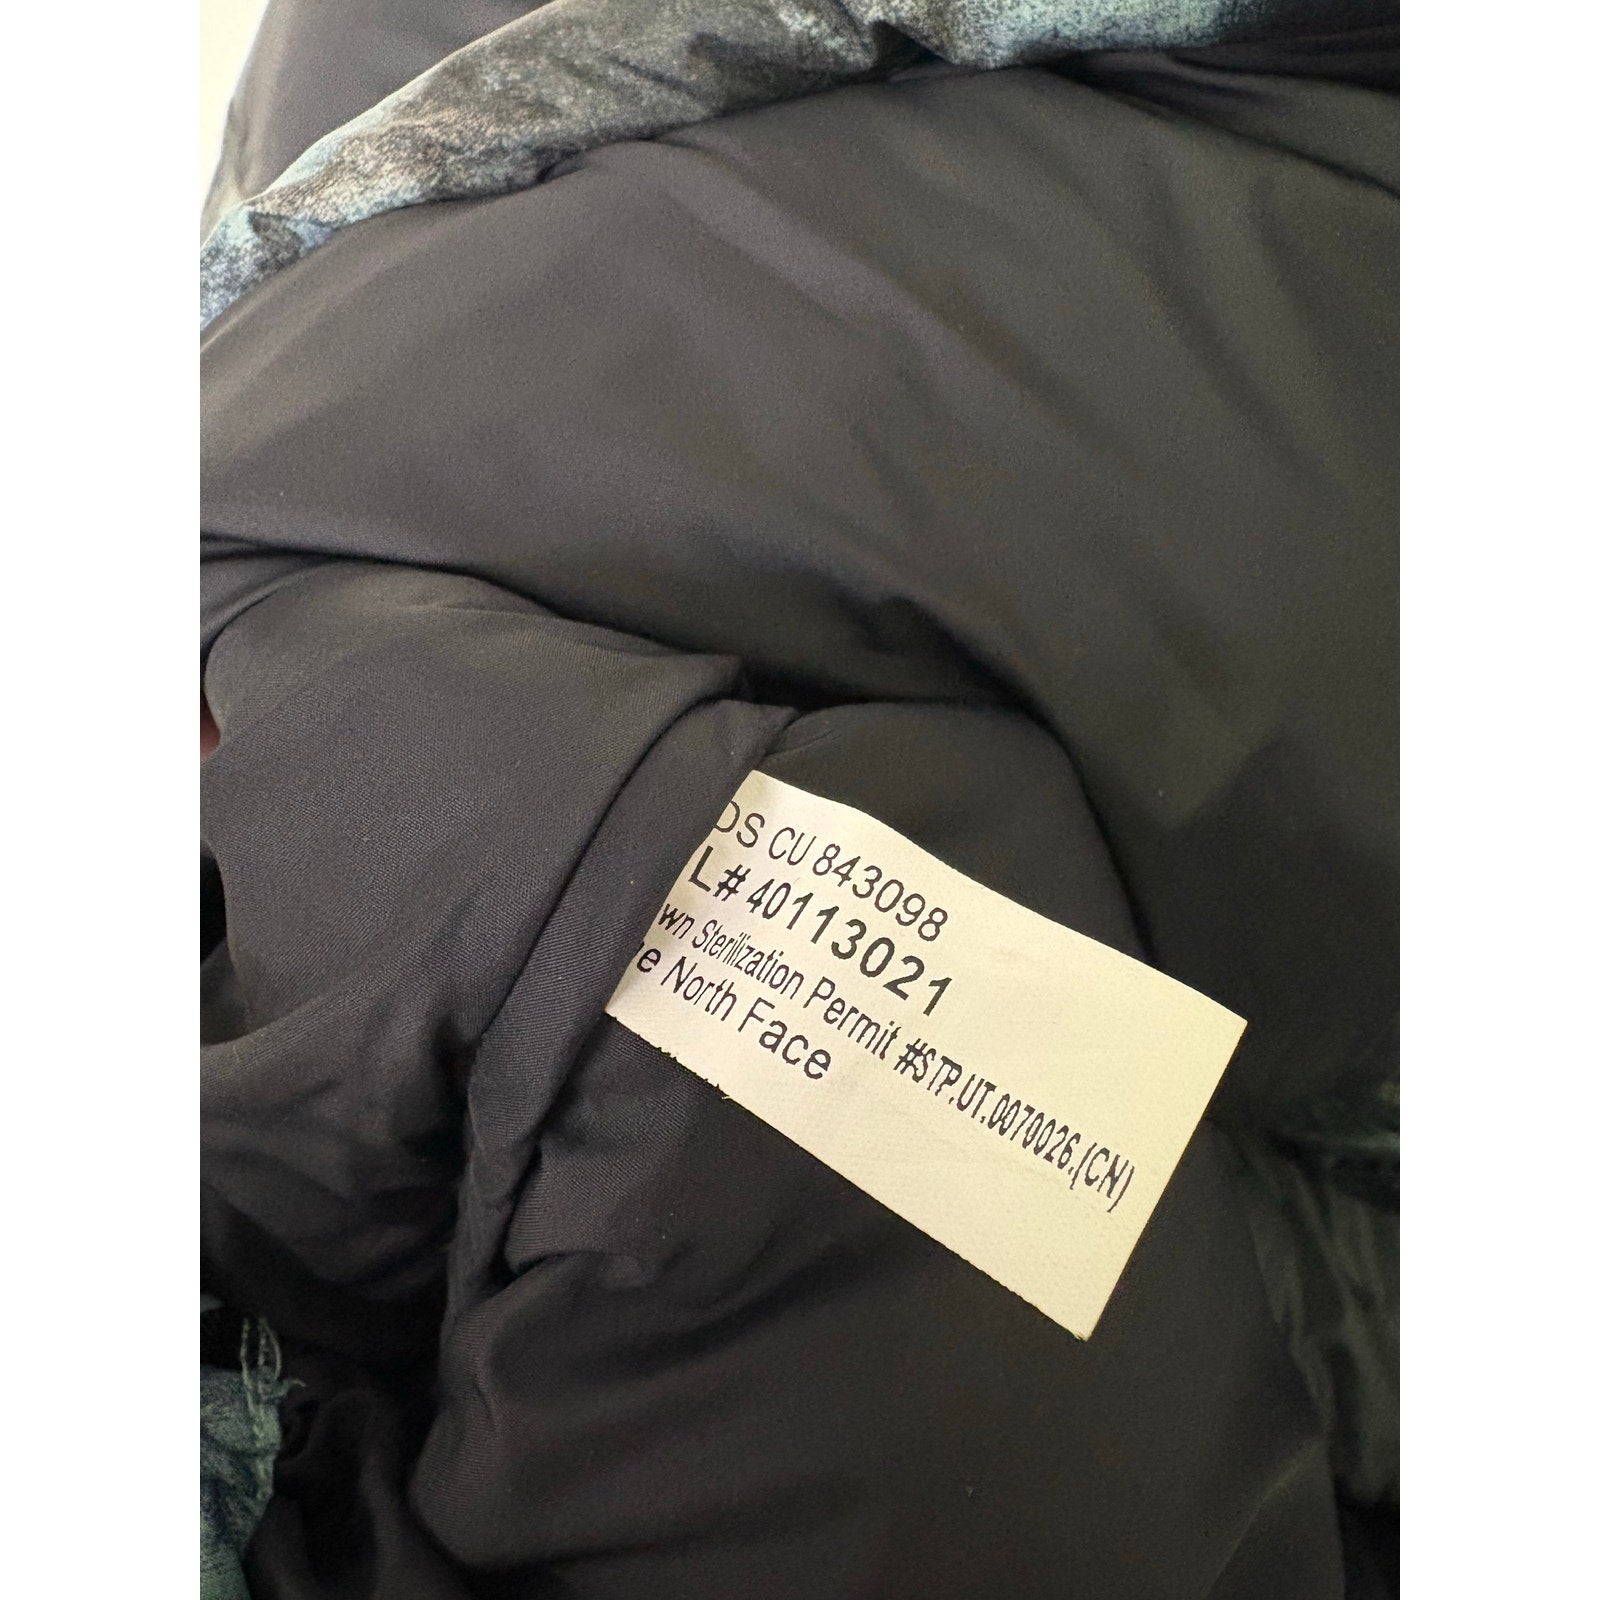 DS CU 843098
L# 40113021
wn Sterilization Permit #STP.UT.0070026.(CN)
e North Face